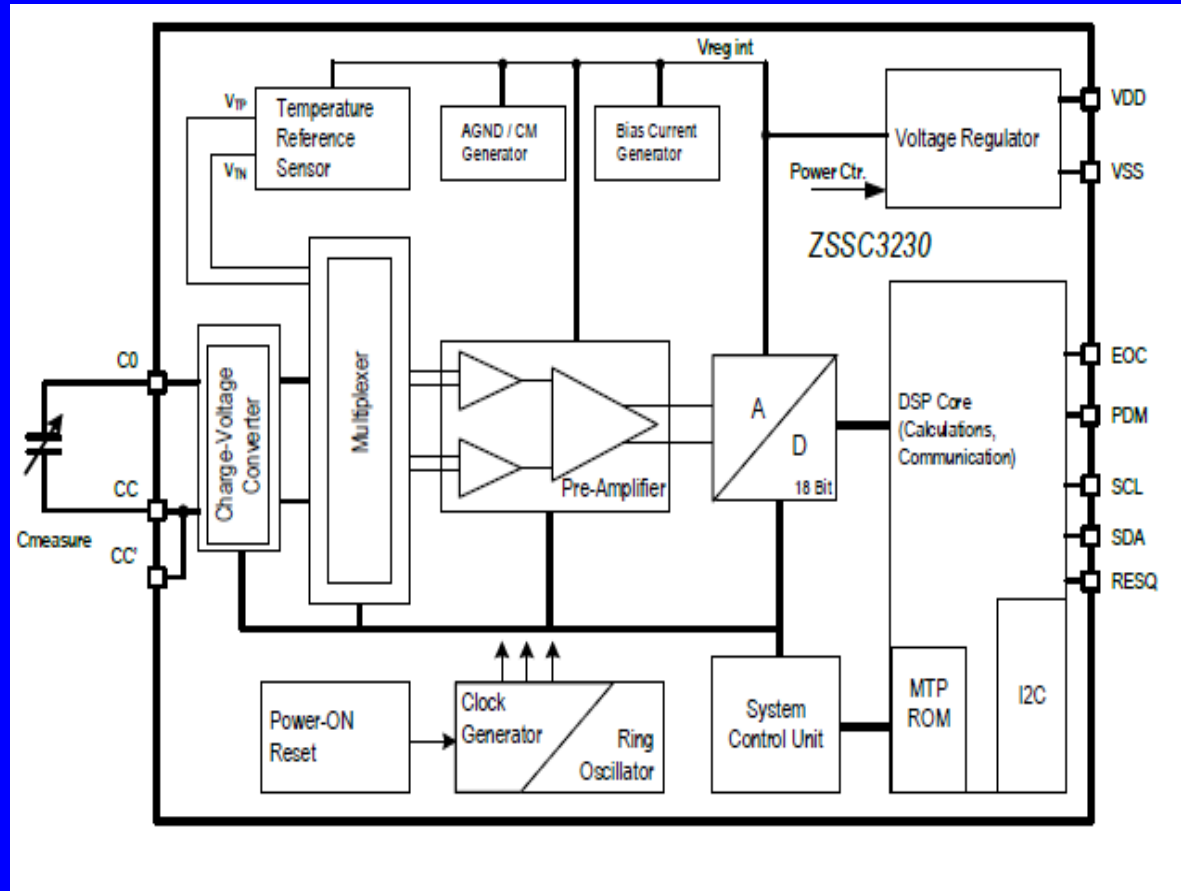 Vreg int
VTP
Temperature
Reference
Sensor
VTN
AGND / CM
Generator
Bias Current
Generator
Voltage Regulator
VDD
VSS
Power Ctr.
ZSSC3230
C0
CC
Cmeasure
CC'
Charge-Voltage
Converter
Multiplexer
Pre-Amplifier
A
D
18 Bit
DSP Core
(Calculations,
Communication)
EOC
PDM
SCL
SDA
RESQ
Power-ON
Reset
Clock
Generator
Ring
Oscillator
System
Control Unit
MTP
ROM
I2C